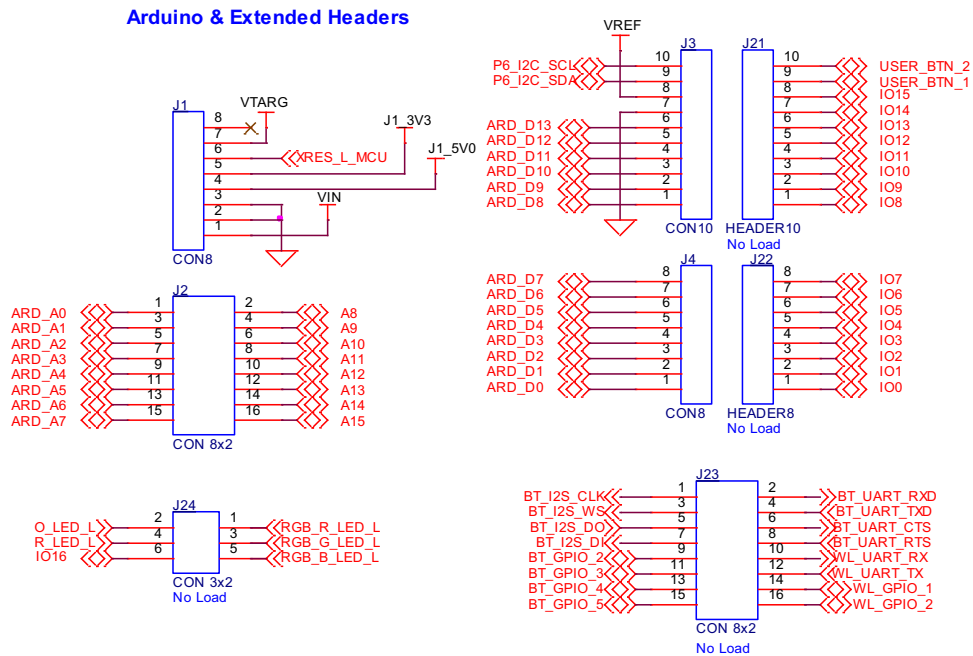 Arduino & Extended Headers
J1
VTARG
8
7
6
5
4
3
2
1
XRES_L_MCU
J1_3V3
J1_5V0
VIN
CON8
VREF
J3
P6_I2C_SCL 10
P6_I2C_SDA 9
8
7
ARD_D13 6
ARD_D12 5
ARD_D11 4
ARD_D10 3
ARD_D9 2
ARD_D8 1
CON10
J21
10 USER_BTN_2
9 USER_BTN_1
8 IO15
7 IO14
6 IO13
5 IO12
4 IO11
3 IO10
2 IO9
1 IO8
HEADER10
No Load
J2
ARD_A0 1 2 A8
ARD_A1 3 4 A9
ARD_A2 5 6 A10
ARD_A3 7 8 A11
ARD_A4 9 10 A12
ARD_A5 11 12 A13
ARD_A6 13 14 A14
ARD_A7 15 16 A15
CON 8x2
J4
ARD_D7 8
ARD_D6 7
ARD_D5 6
ARD_D4 5
ARD_D3 4
ARD_D2 3
ARD_D1 2
ARD_D0 1
CON8
J22
8 IO7
7 IO6
6 IO5
5 IO4
4 IO3
3 IO2
2 IO1
1 IO0
HEADER8
No Load
J24
O_LED_L 2 1 RGB_R_LED_L
R_LED_L 4 3 RGB_G_LED_L
IO16 6 5 RGB_B_LED_L
CON 3x2
No Load
J23
BT_I2S_CLK 1 2 BT_UART_RXD
BT_I2S_WS 3 4 BT_UART_TXD
BT_I2S_DO 5 6 BT_UART_CTS
BT_I2S_DI 7 8 BT_UART_RTS
BT_GPIO_2 9 10 WL_UART_RX
BT_GPIO_3 11 12 WL_UART_TX
BT_GPIO_4 13 14 WL_GPIO_1
BT_GPIO_5 15 16 WL_GPIO_2
CON 8x2
No Load